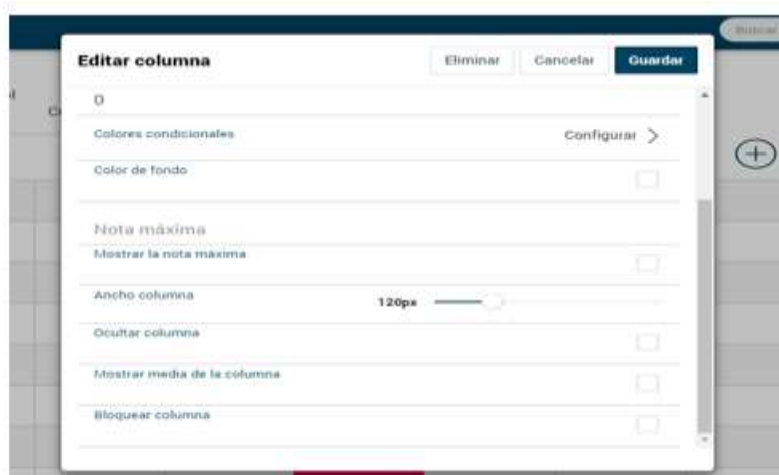 Buscar
Editar columna
Eliminar
Cancelar
Guardar
0
Colores condicionales
Configurar
Color de fondo
Nota máxima
Mostrar la nota máxima
Ancho columna
120px
Ocultar columna
Mostrar media de la columna
Bloquear columna